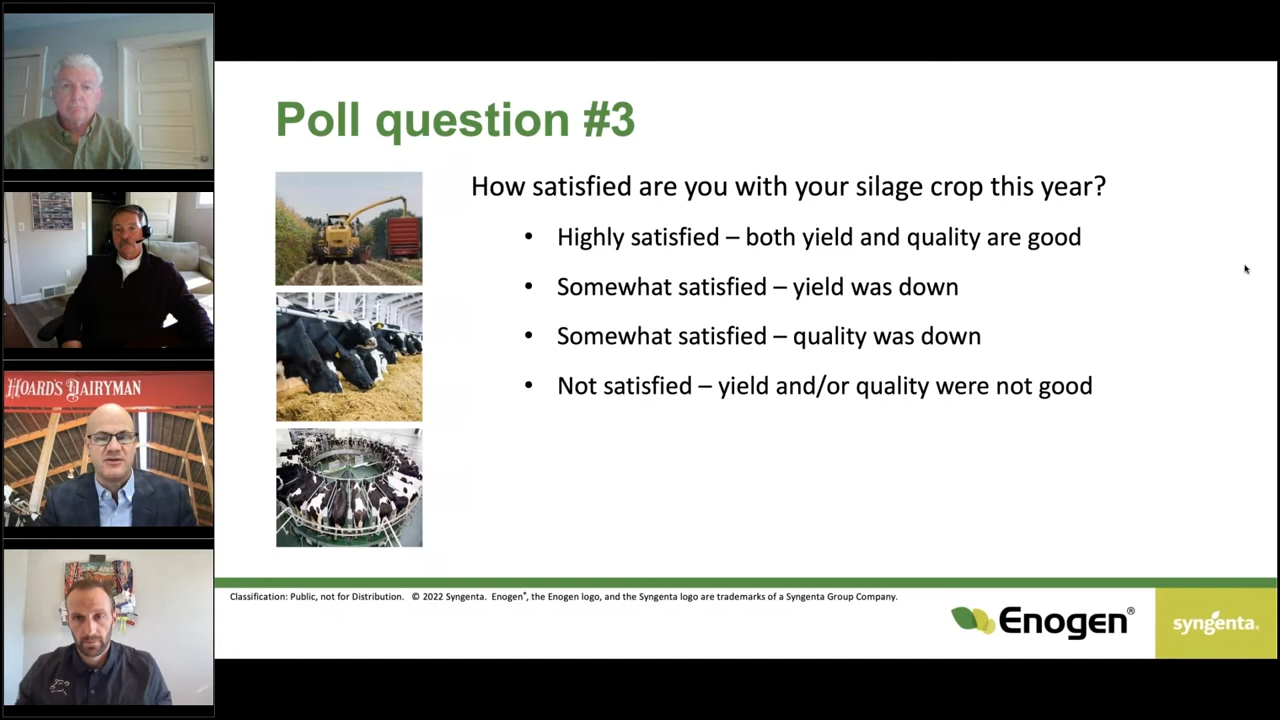 HOARD'S DAIRYMAN
Poll question #3
How satisfied are you with your silage crop this year?
• Highly satisfied – both yield and quality are good
• Somewhat satisfied – yield was down
• Somewhat satisfied – quality was down
• Not satisfied – yield and/or quality were not good
Classification: Public, not for Distribution. © 2022 Syngenta. Enogen®, the Enogen logo, and the Syngenta logo are trademarks of a Syngenta Group Company.
Enogen®
syngenta.